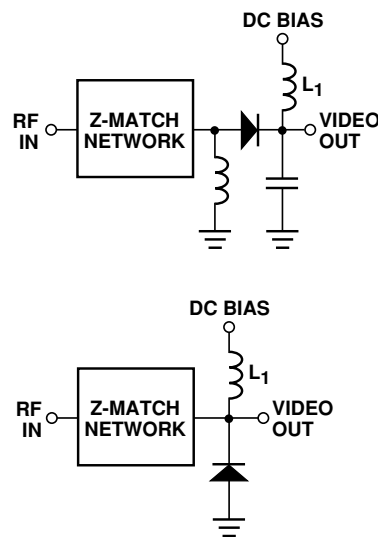 DC BIAS
L1
RF
IN
Z-MATCH
NETWORK
VIDEO
OUT
DC BIAS
L1
RF
IN
Z-MATCH
NETWORK
VIDEO
OUT